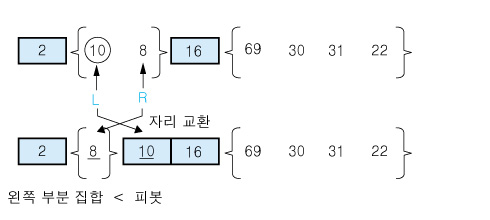 2 { 10 8 } 16 { 69 30 31 22 }
L R
자리 교환
2 { 8 } 10 16 { 69 30 31 22 }
왼쪽 부분 집합 < 피봇